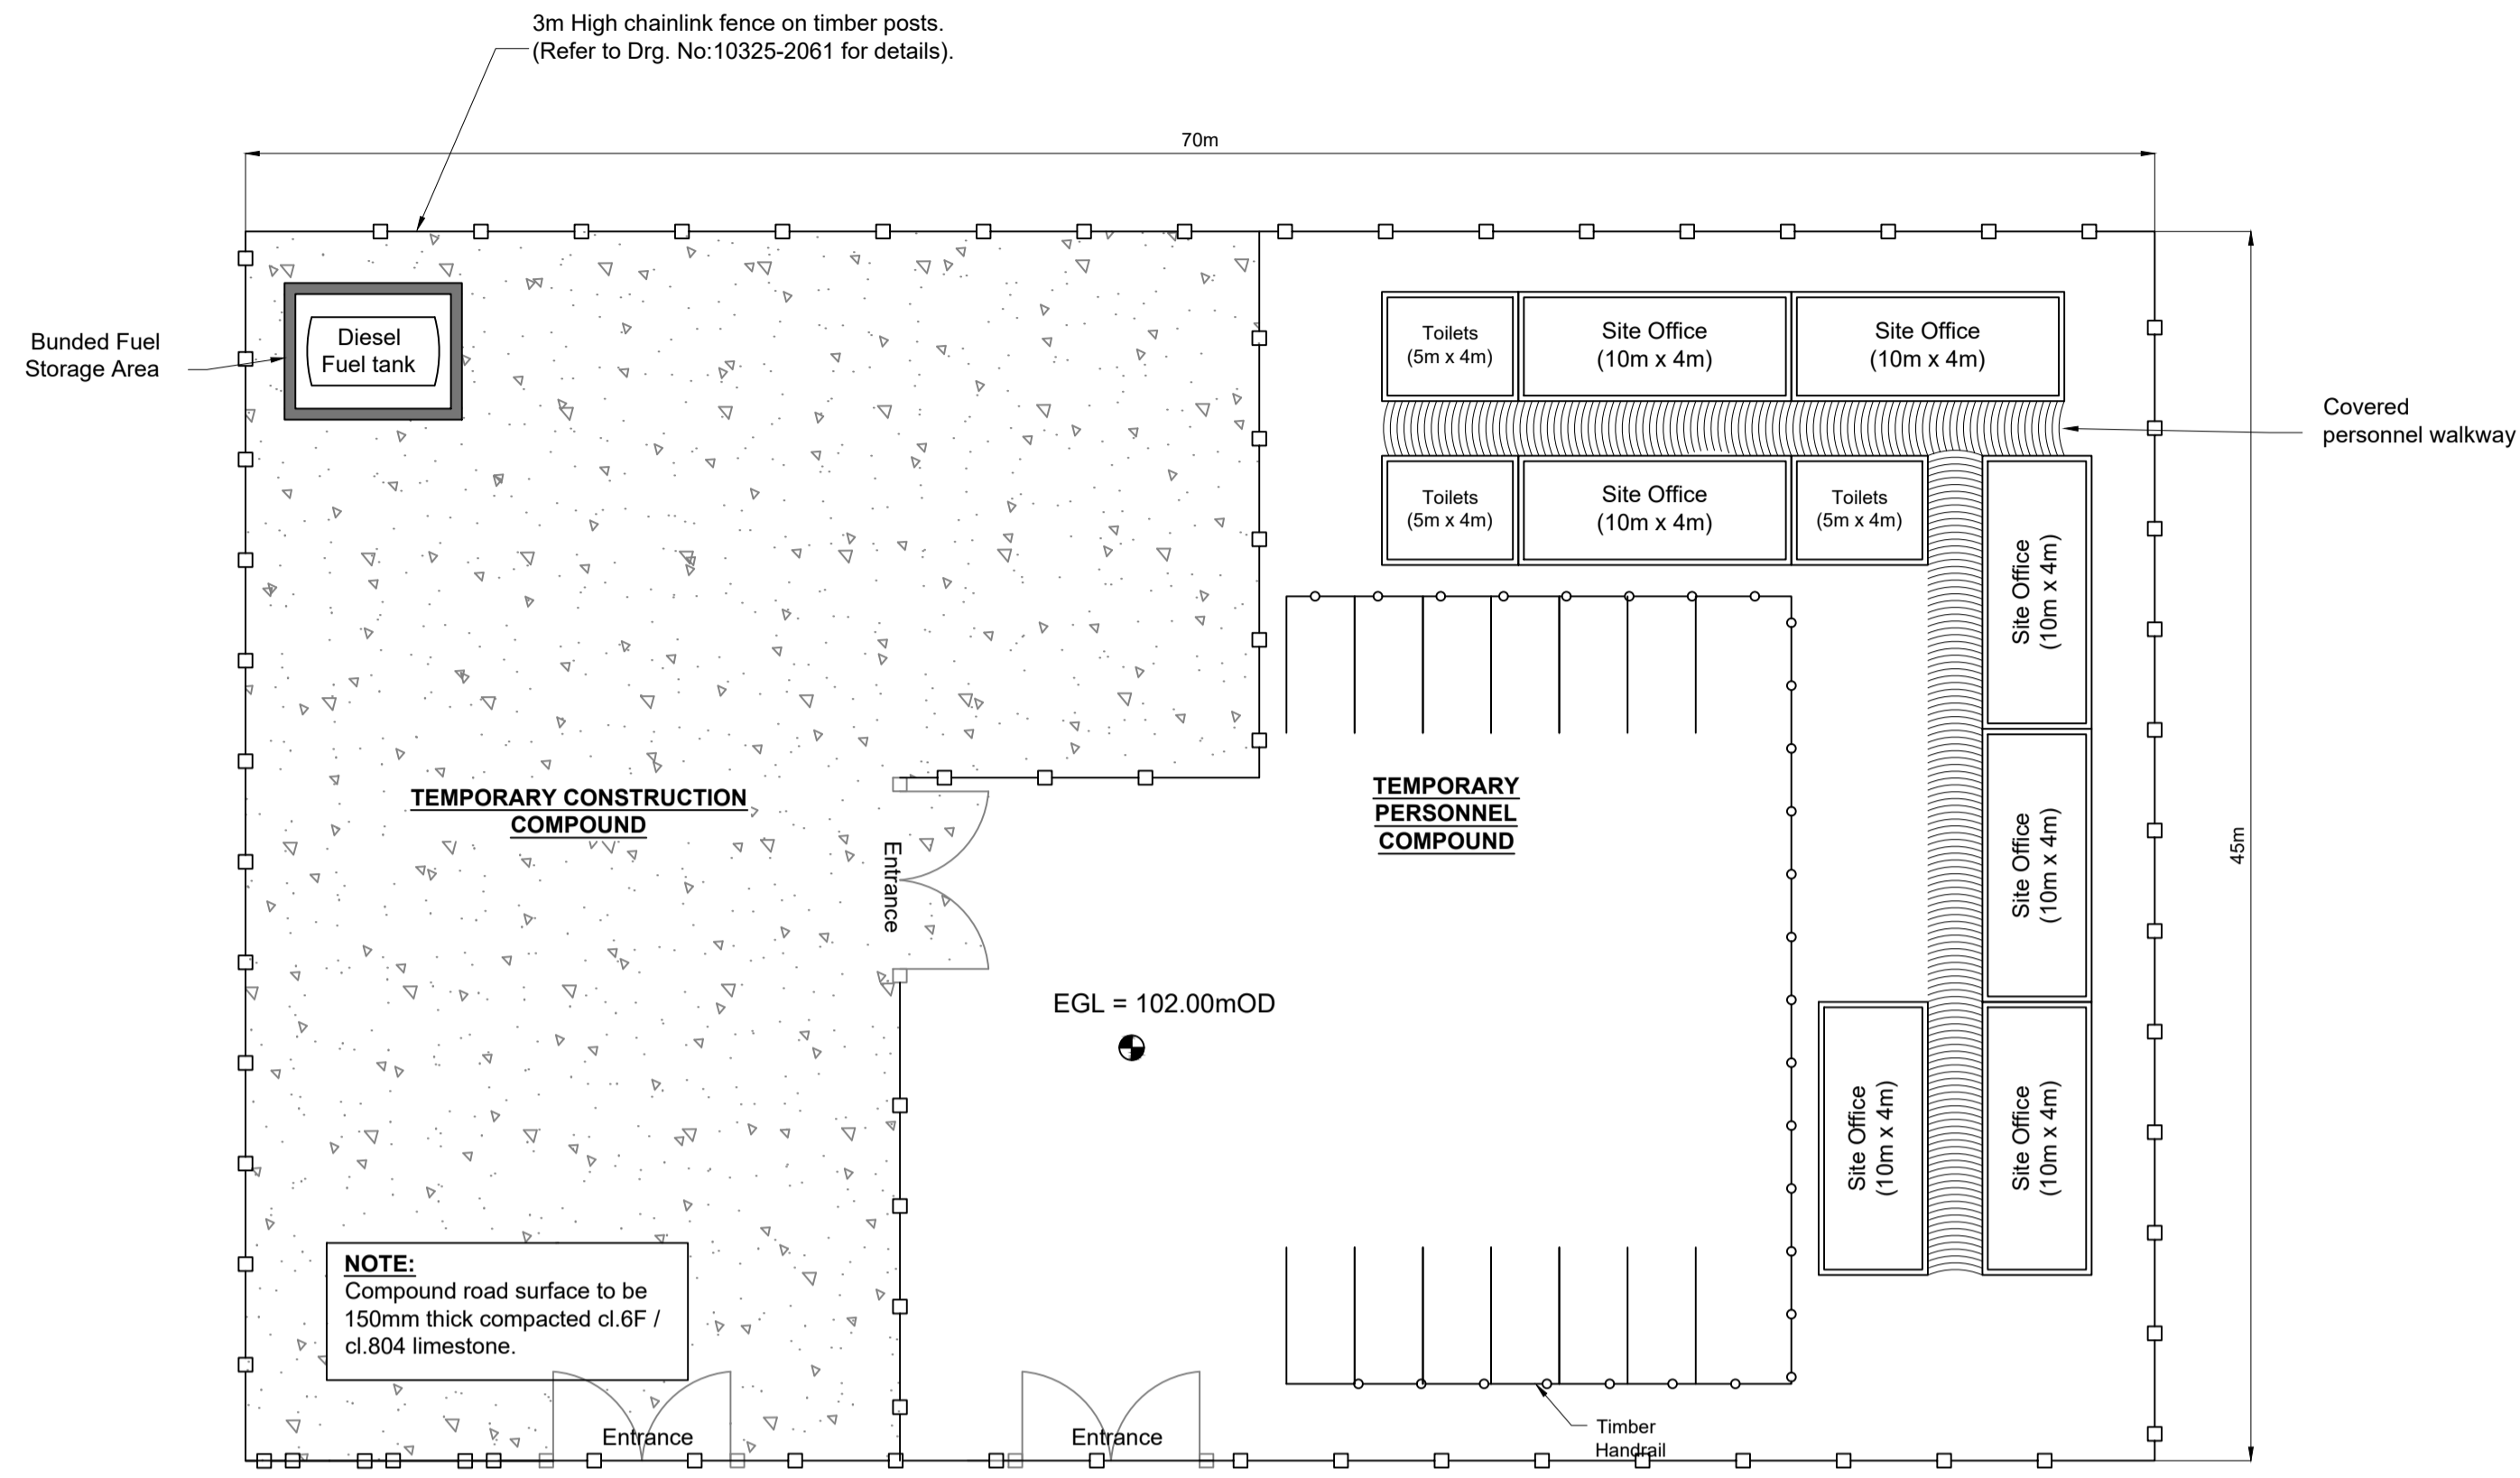 3m High chainlink fence on timber posts.
(Refer to Drg. No:10325-2061 for details).
70m
Bunded Fuel
Storage Area
Diesel
Fuel tank
Toilets
(5m x 4m)
Site Office
(10m x 4m)
Site Office
(10m x 4m)
Covered
personnel walkway
Toilets
(5m x 4m)
Site Office
(10m x 4m)
Toilets
(5m x 4m)
Site Office
(10m x 4m)
TEMPORARY CONSTRUCTION
COMPOUND
TEMPORARY
PERSONNEL
COMPOUND
Entrance
Site Office
(10m x 4m)
45m
EGL = 102.00mOD
Site Office
(10m x 4m)
Site Office
(10m x 4m)
NOTE:
Compound road surface to be
150mm thick compacted cl.6F /
cl.804 limestone.
Entrance
Entrance
Timber
Handrail